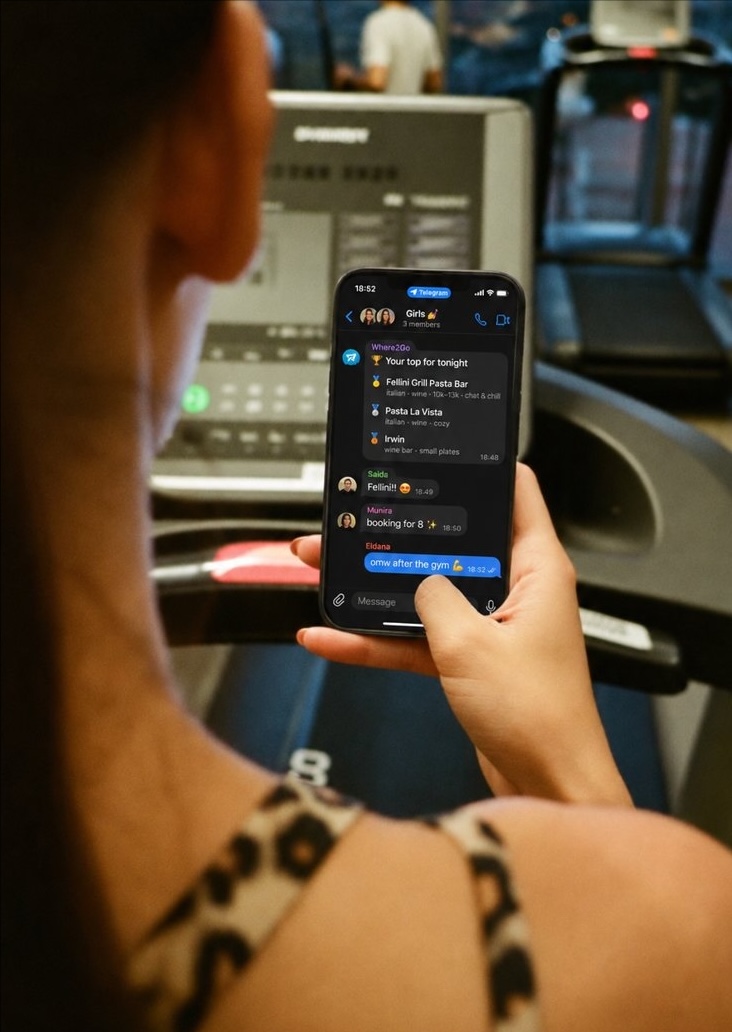 18:52
Telegram
Girls 💅
3 members
Where2Go
🏆 Your top for tonight
🥇 Fellini Grill Pasta Bar
italian · wine · 10k-13k · chat & chill
🥈 Pasta La Vista
italian · wine · cozy
🥉 Irwin
wine bar · small plates
18:48
Saida
Fellini!! 😍 18:49
Munira
booking for 8 ✨ 18:50
Eldana
omw after the gym 💪 18:52
Message
8